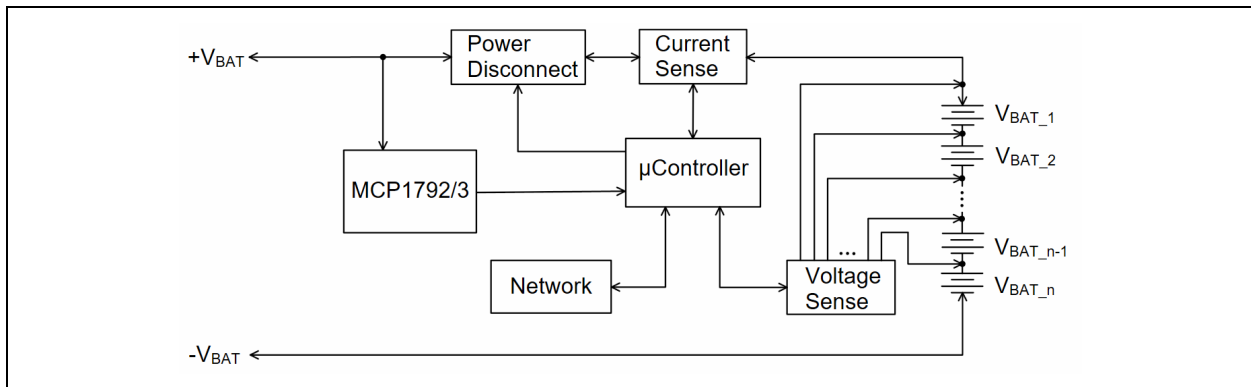 +VBAT
Power
Disconnect
Current
Sense
VBAT_1
VBAT_2
MCP1792/3
µController
...
VBAT_n-1
VBAT_n
Network
...
Voltage
Sense
-VBAT